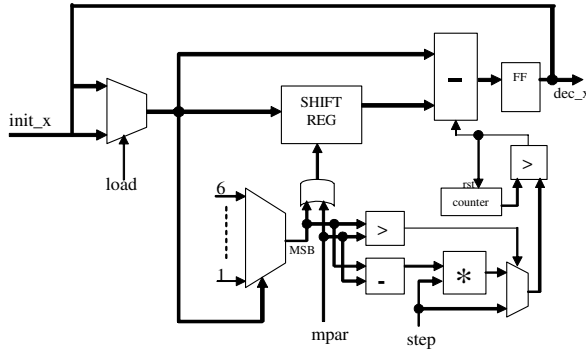 -
FF
dec_x
SHIFT
REG
init_x
load
>
rst
counter
6
1
MSB
>
-
*
mpar
step